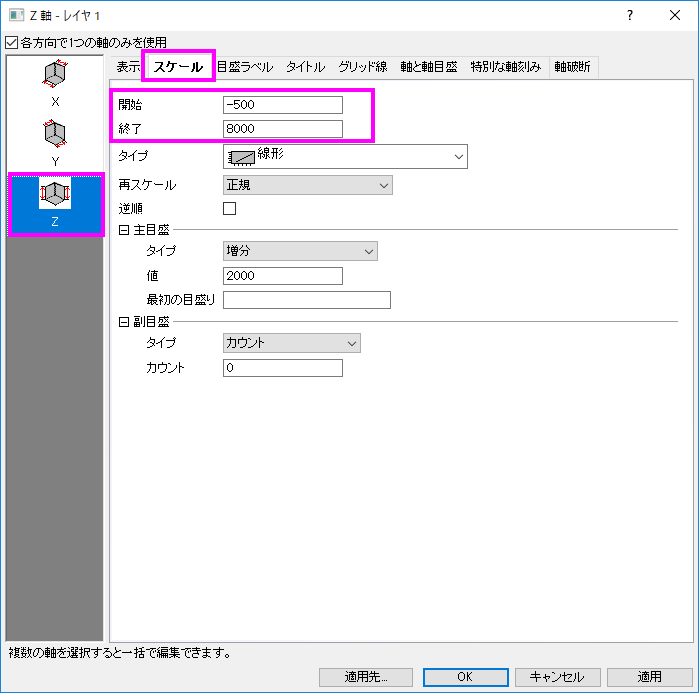 Z 軸 - レイヤ 1
各方向で1つの軸のみを使用
X
Y
Z
表示 スケール 目盛ラベル タイトル グリッド線 軸と軸目盛 特別な軸刻み 軸破断
開始 -500
終了 8000
タイプ 線形
再スケール 正規
逆順
主目盛
タイプ 増分
値 2000
最初の目盛り
副目盛
タイプ カウント
カウント 0
複数の軸を選択すると一括で編集できます。
適用先... OK キャンセル 適用